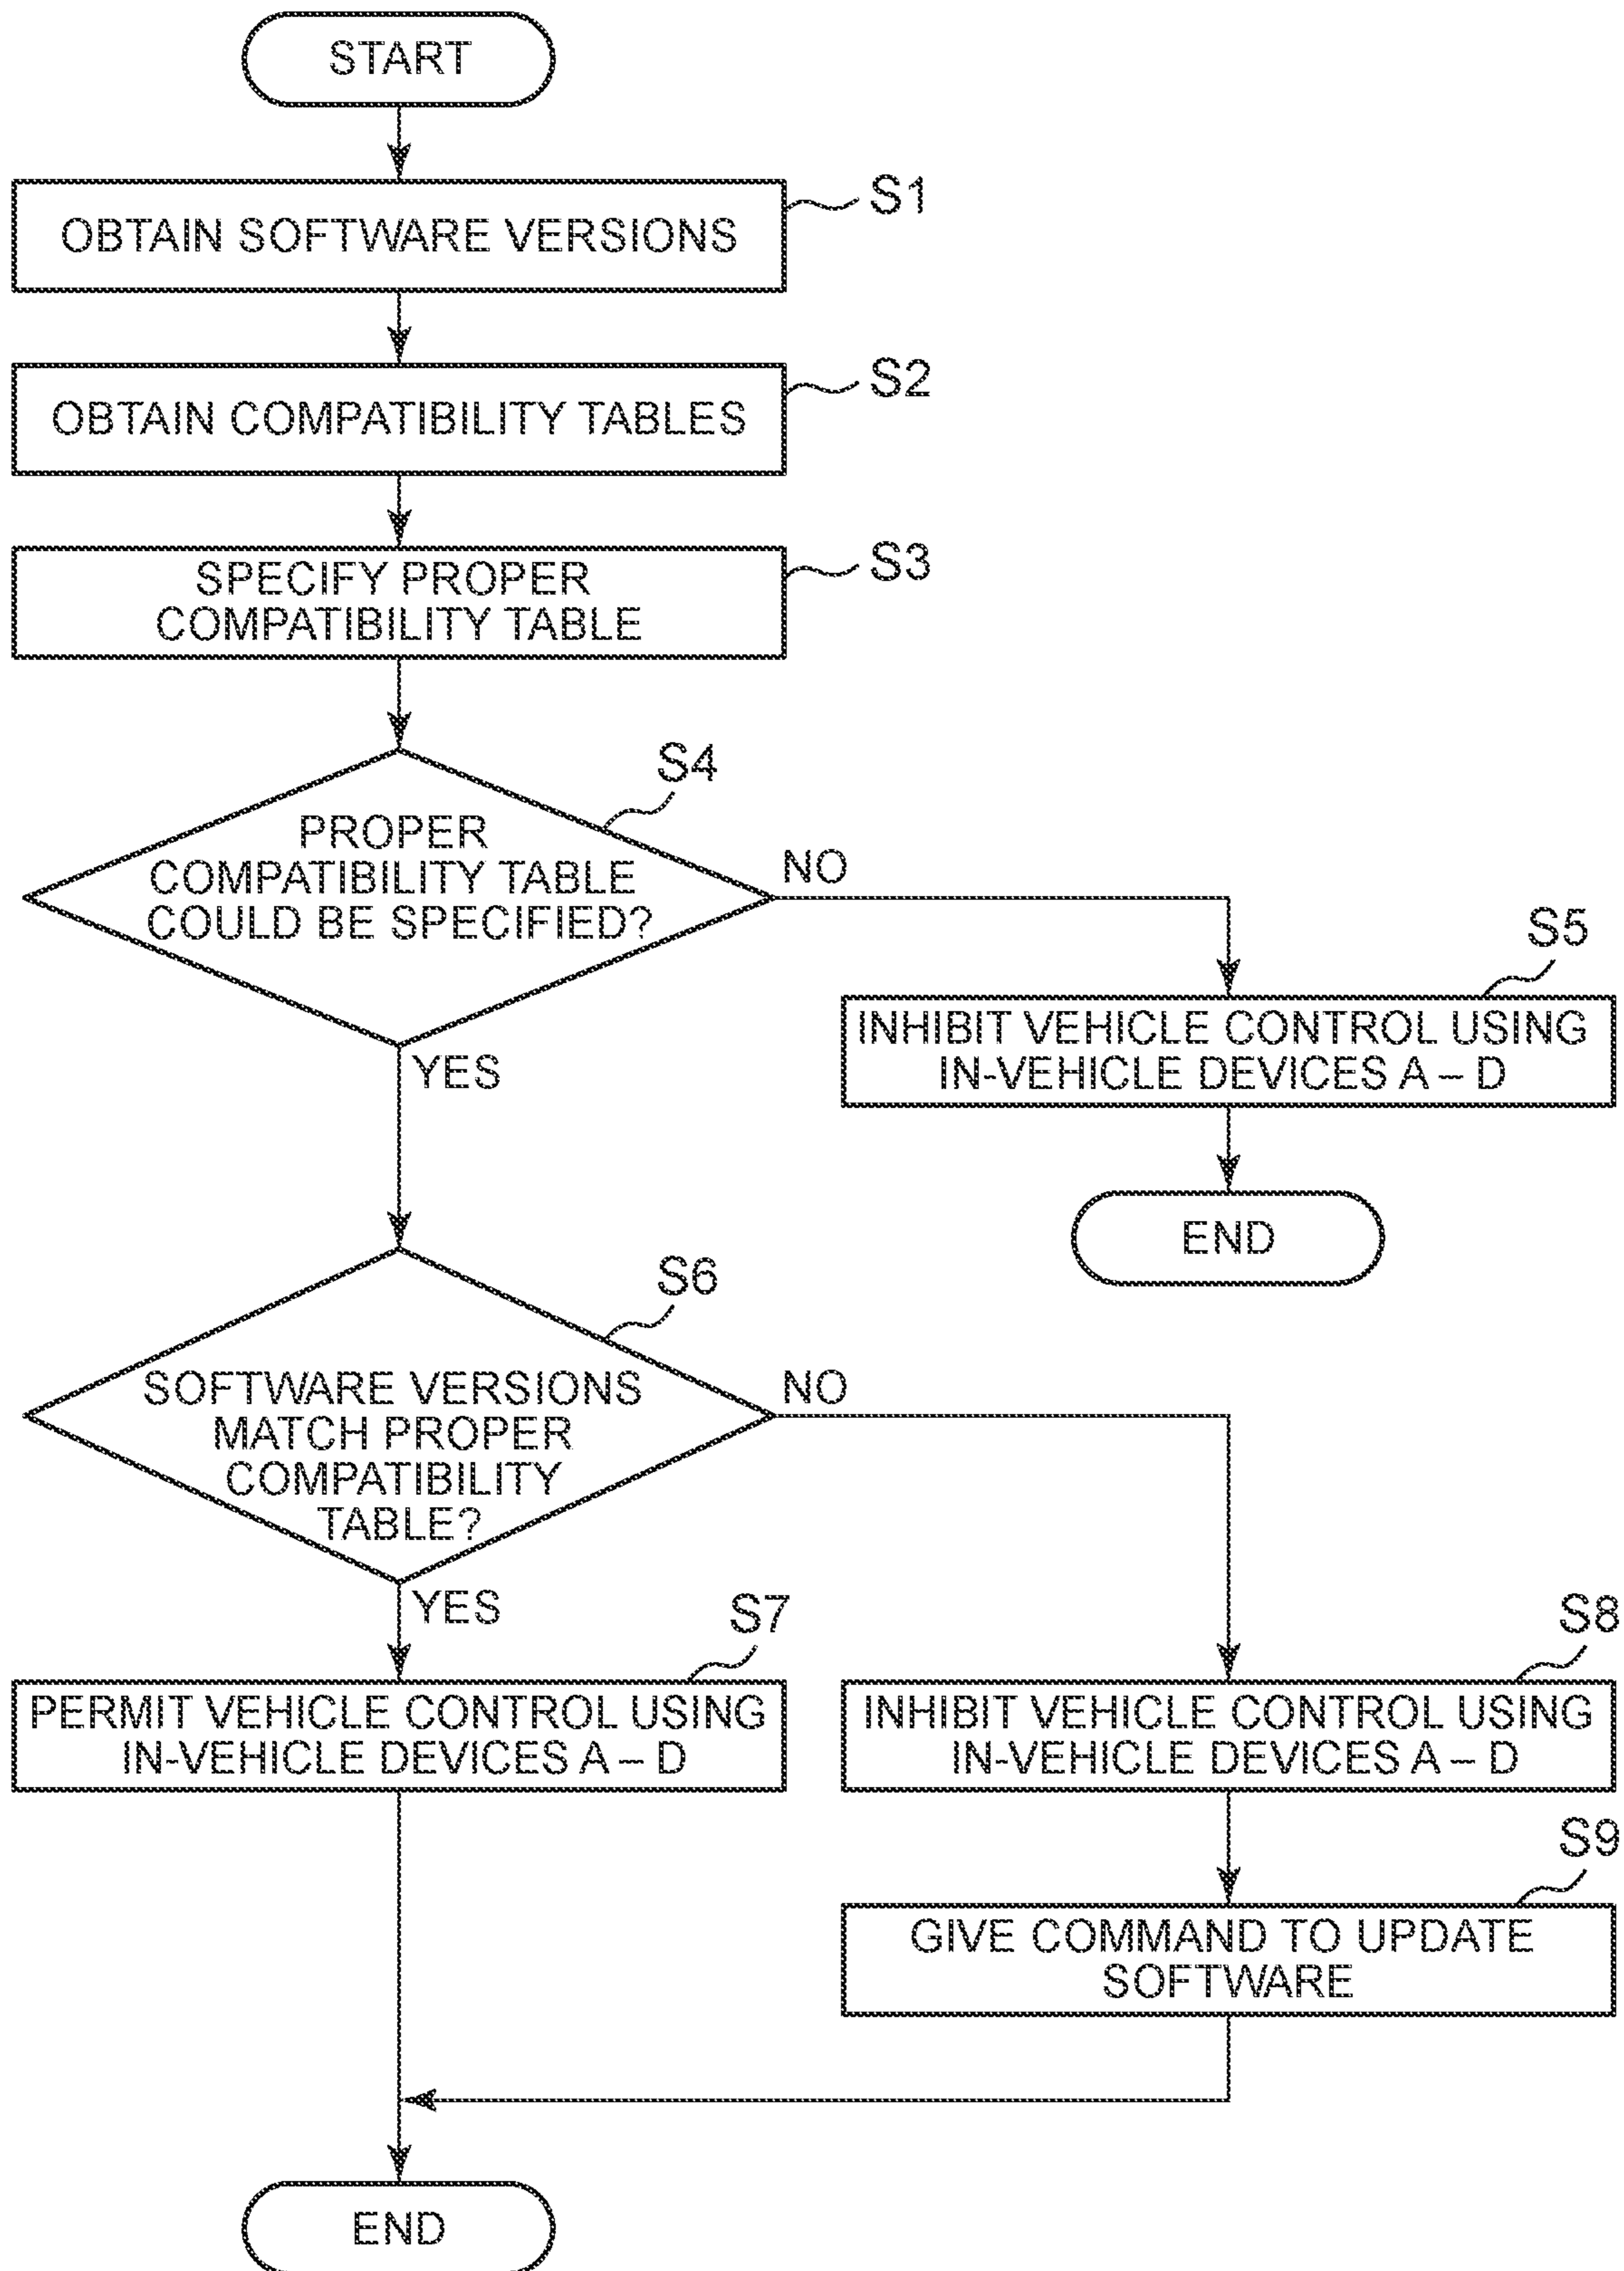 START
S1
OBTAIN SOFTWARE VERSIONS
S2
OBTAIN COMPATIBILITY TABLES
S3
SPECIFY PROPER
COMPATIBILITY TABLE
S4
PROPER
COMPATIBILITY TABLE
COULD BE SPECIFIED?
NO
YES
S5
INHIBIT VEHICLE CONTROL USING
IN-VEHICLE DEVICES A – D
END
S6
SOFTWARE VERSIONS
MATCH PROPER
COMPATIBILITY
TABLE?
NO
YES
S7
PERMIT VEHICLE CONTROL USING
IN-VEHICLE DEVICES A – D
S8
INHIBIT VEHICLE CONTROL USING
IN-VEHICLE DEVICES A – D
S9
GIVE COMMAND TO UPDATE
SOFTWARE
END